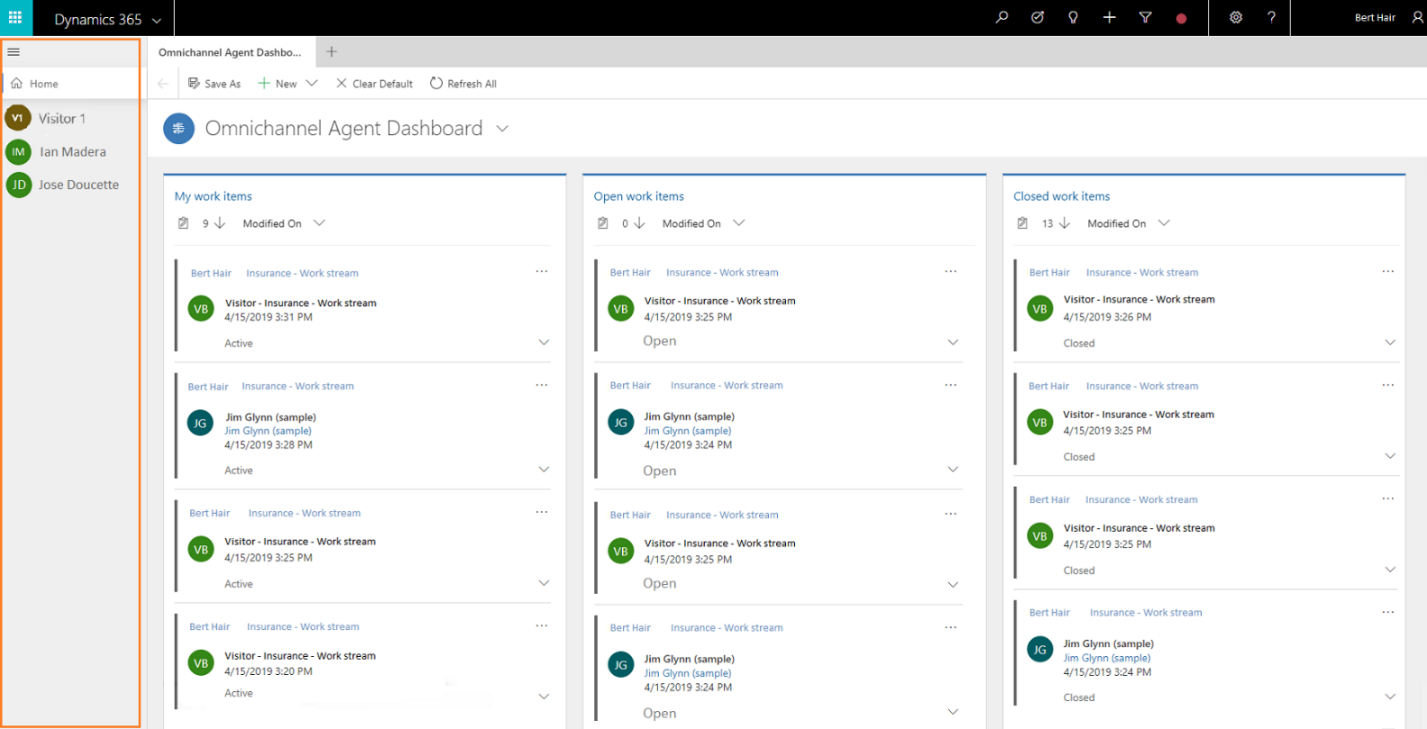 Dynamics 365
?
Bert Hair
Omnichannel Agent Dashbo...
Home
Save As
New
Clear Default
Refresh All
V1 Visitor 1
IM Ian Madera
JD Jose Doucette
Omnichannel Agent Dashboard
My work items
9 Modified On
Bert Hair Insurance - Work stream
VB Visitor - Insurance - Work stream
4/15/2019 3:31 PM
Active
Bert Hair Insurance - Work stream
JG Jim Glynn (sample)
Jim Glynn (sample)
4/15/2019 3:28 PM
Active
Bert Hair Insurance - Work stream
VB Visitor - Insurance - Work stream
4/15/2019 3:25 PM
Active
Bert Hair Insurance - Work stream
VB Visitor - Insurance - Work stream
4/15/2019 3:20 PM
Active
Open work items
0 Modified On
Bert Hair Insurance - Work stream
VB Visitor - Insurance - Work stream
4/15/2019 3:25 PM
Open
Bert Hair Insurance - Work stream
JG Jim Glynn (sample)
Jim Glynn (sample)
4/15/2019 3:24 PM
Open
Bert Hair Insurance - Work stream
VB Visitor - Insurance - Work stream
4/15/2019 3:25 PM
Open
Bert Hair Insurance - Work stream
JG Jim Glynn (sample)
Jim Glynn (sample)
4/15/2019 3:24 PM
Open
Closed work items
13 Modified On
Bert Hair Insurance - Work stream
VB Visitor - Insurance - Work stream
4/15/2019 3:26 PM
Closed
Bert Hair Insurance - Work stream
VB Visitor - Insurance - Work stream
4/15/2019 3:25 PM
Closed
Bert Hair Insurance - Work stream
VB Visitor - Insurance - Work stream
4/15/2019 3:25 PM
Closed
Bert Hair Insurance - Work stream
JG Jim Glynn (sample)
Jim Glynn (sample)
4/15/2019 3:24 PM
Closed